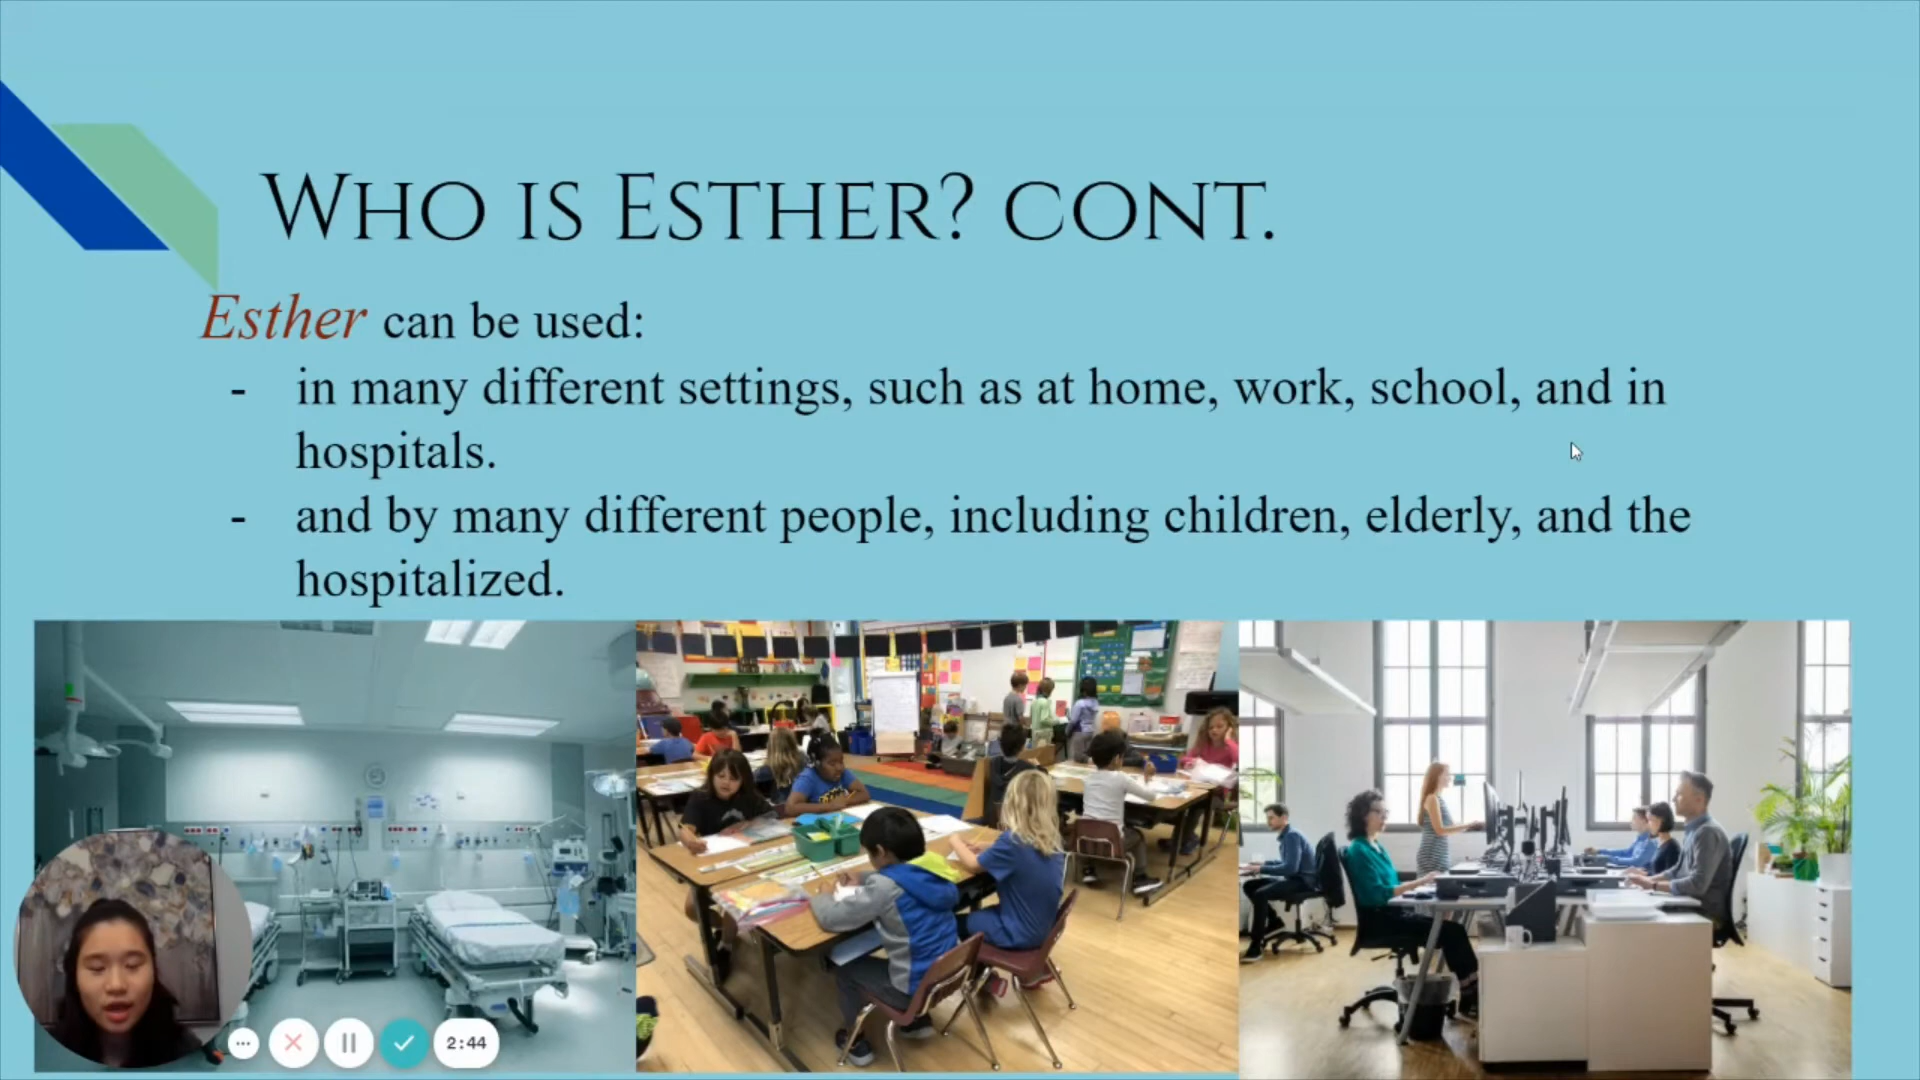 WHO IS ESTHER? CONT.
Esther can be used:
- in many different settings, such as at home, work, school, and in
hospitals.
- and by many different people, including children, elderly, and the
hospitalized.
2:44